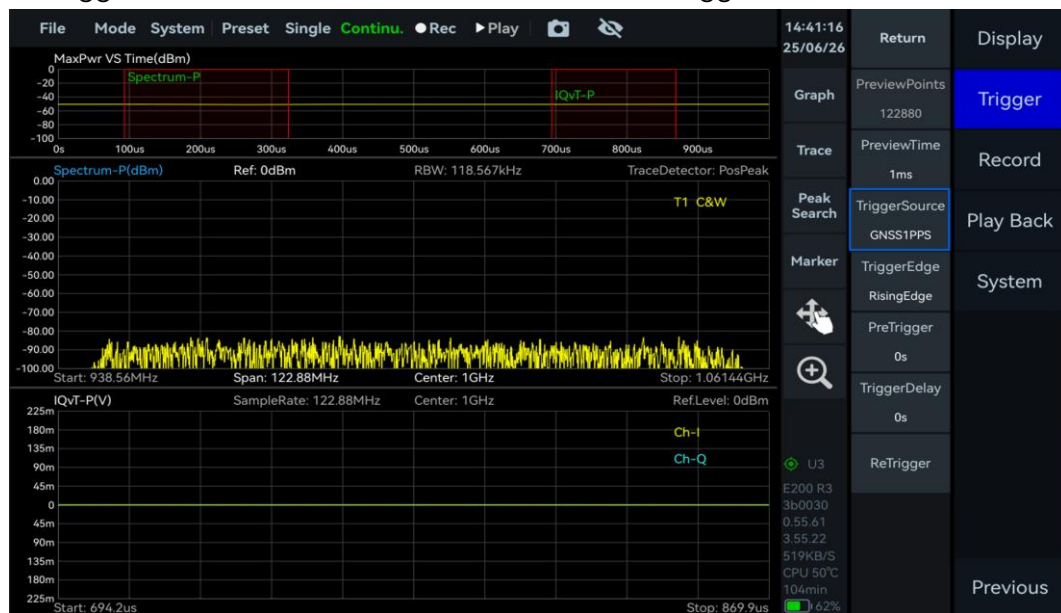 File Mode System Preset Single Continu. Rec Play
MaxPwr VS Time(dBm)
0
-20
-40
-60
-80
-100
Spectrum-P
IQvT-P
0s 100us 200us 300us 400us 500us 600us 700us 800us 900us
Spectrum-P(dBm) Ref: 0dBm RBW: 118.567kHz TraceDetector: PosPeak
0.00
-10.00
-20.00
-30.00
-40.00
-50.00
-60.00
-70.00
-80.00
-90.00
-100.00
T1 C&W
Start: 938.56MHz Span: 122.88MHz Center: 1GHz Stop: 1.06144GHz
IQvT-P(V) SampleRate: 122.88MHz Center: 1GHz Ref.Level: 0dBm
225m
180m
135m
90m
45m
0
45m
90m
135m
180m
225m
Ch-I
Ch-Q
Start: 694.2us Stop: 869.9us
14:41:16
25/06/26
Graph
Trace
Peak
Search
Marker
U3
E200 R3
3b0030
0.55.61
3.55.22
519KB/S
CPU 50℃
104min
62%
Return
PreviewPoints
122880
PreviewTime
1ms
TriggerSource
GNSS1PPS
TriggerEdge
RisingEdge
PreTrigger
0s
TriggerDelay
0s
ReTrigger
Display
Trigger
Record
Play Back
System
Previous